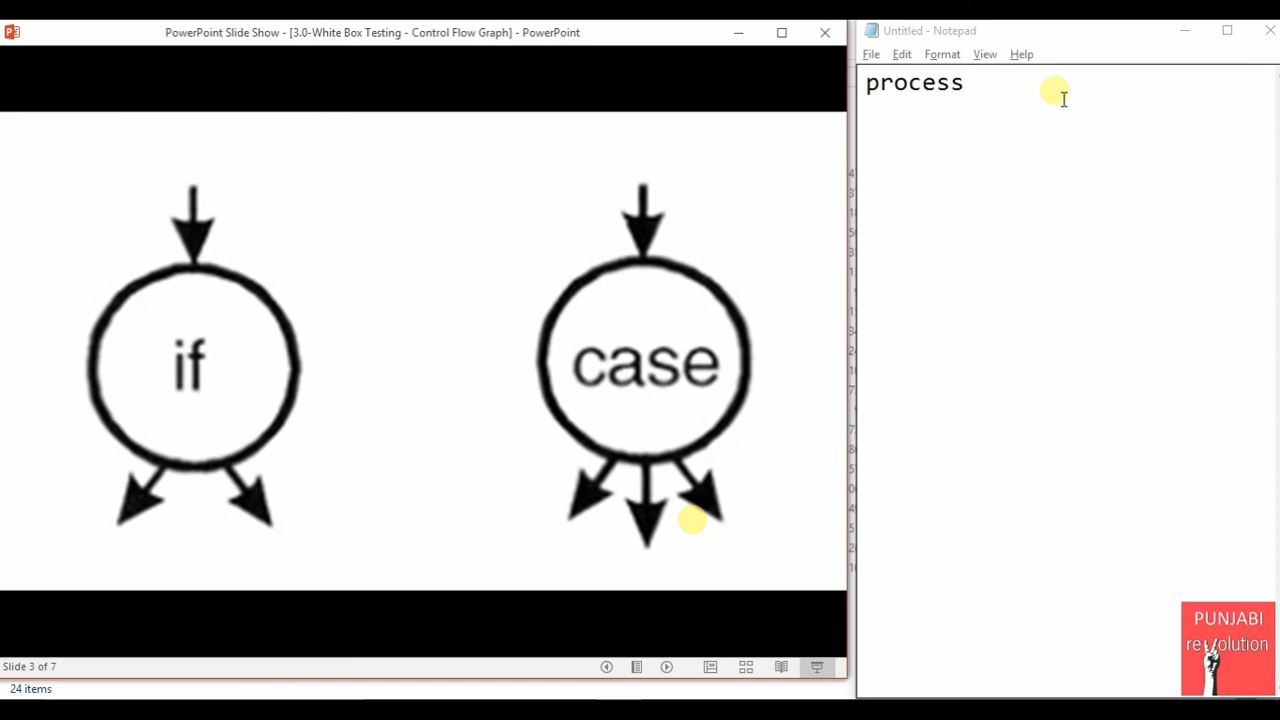 PowerPoint Slide Show - [3.0-White Box Testing - Control Flow Graph] - PowerPoint
if
case
Slide 3 of 7
24 items
Untitled - Notepad
File Edit Format View Help
process
PUNJABI
revolution